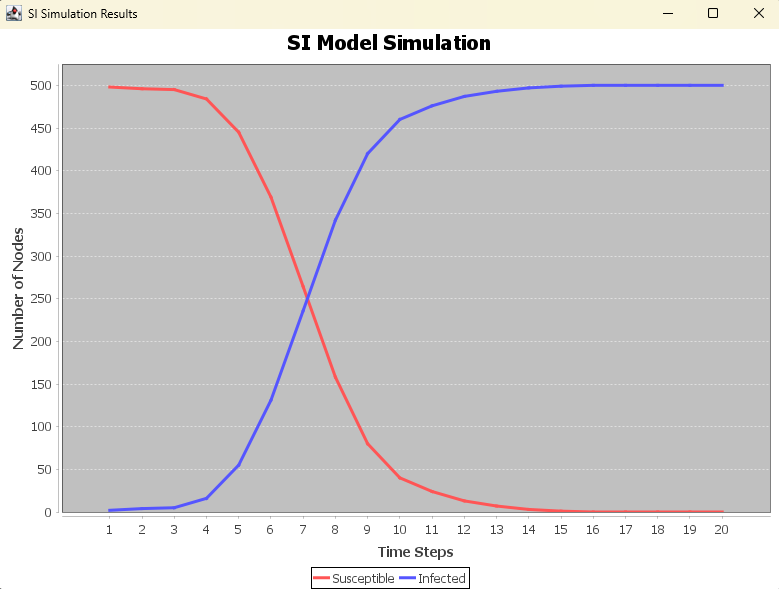 SI Simulation Results
SI Model Simulation
Number of Nodes
500
450
400
350
300
250
200
150
100
50
0
1 2 3 4 5 6 7 8 9 10 11 12 13 14 15 16 17 18 19 20
Time Steps
Susceptible Infected